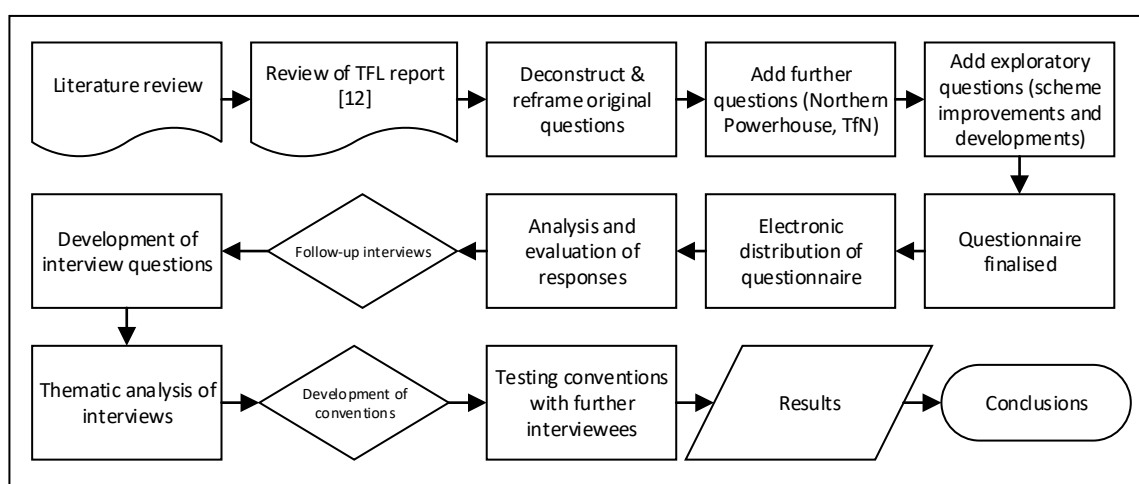 Literature review
Review of TFL report
[12]
Deconstruct &
reframe original
questions
Add further
questions (Northern
Powerhouse, TfN)
Add exploratory
questions (scheme
improvements and
developments)
Questionnaire
finalised
Electronic
distribution of
questionnaire
Analysis and
evaluation of
responses
Follow-up interviews
Development of
interview questions
Thematic analysis of
interviews
Development of
conventions
Testing conventions
with further
interviewees
Results
Conclusions